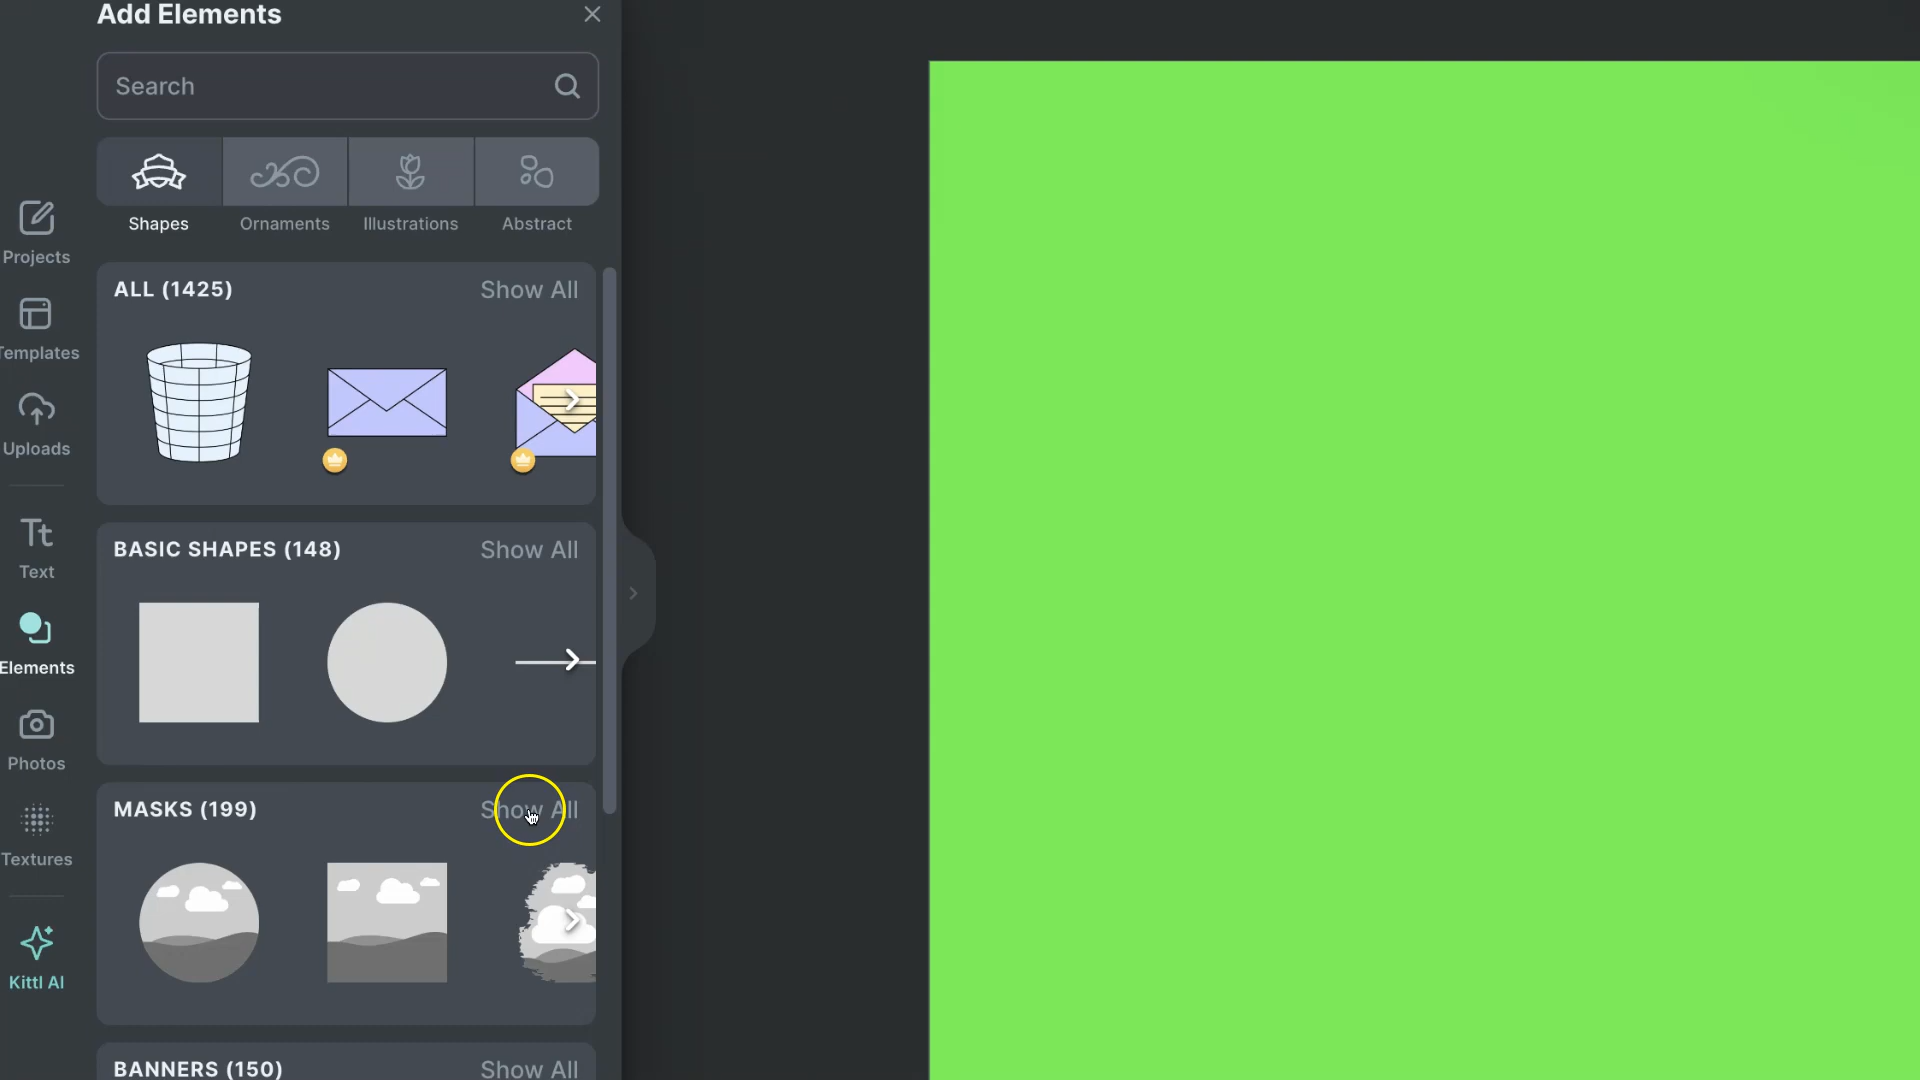 Add Elements
Search
Shapes
Ornaments
Illustrations
Abstract
Projects
Templates
Uploads
Text
Elements
Photos
Textures
Kittl AI
ALL (1425)
Show All
BASIC SHAPES (148)
Show All
MASKS (199)
Show All
BANNERS (150)
Show All